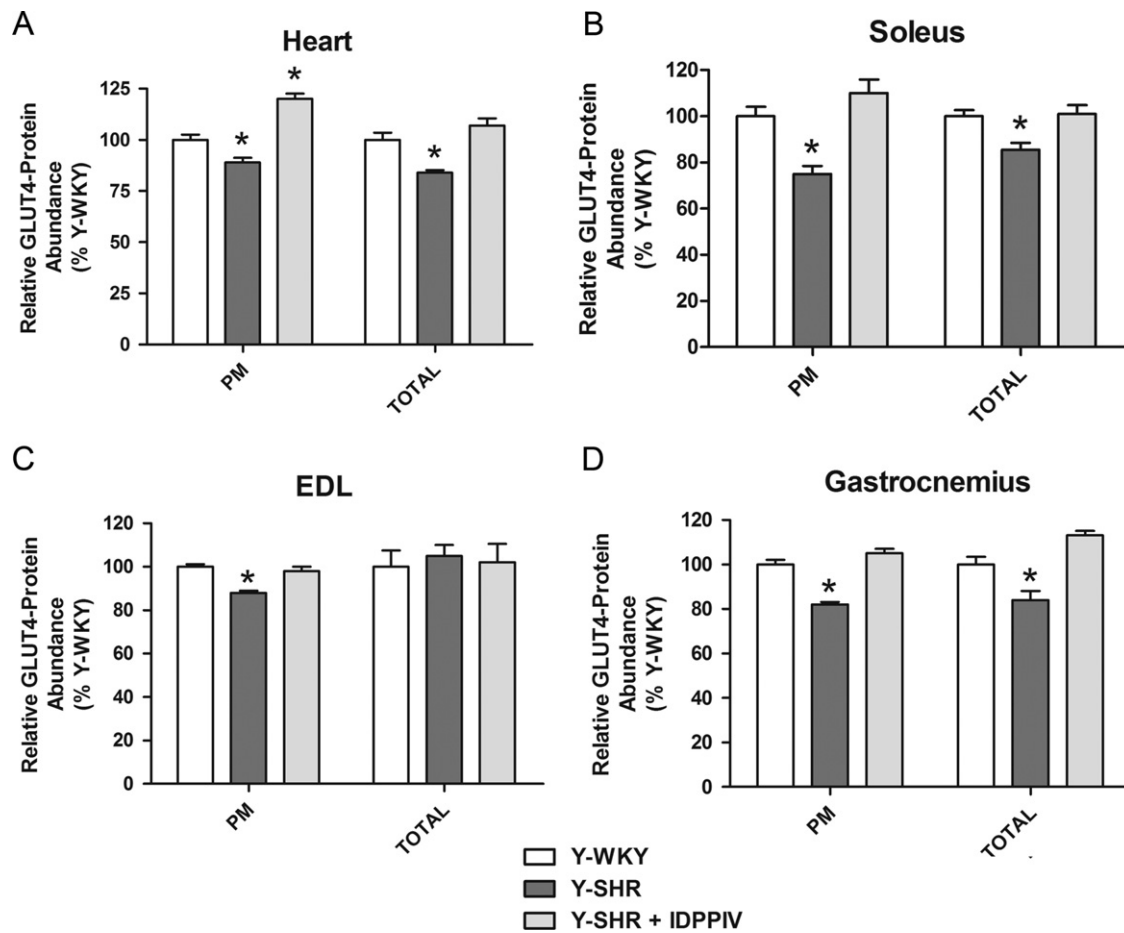 A
Heart
Relative GLUT4-Protein
Abundance
(% Y-WKY)
125
100
75
50
25
0
*
*
*
PM
TOTAL
B
Soleus
Relative GLUT4-Protein
Abundance
(% Y-WKY)
120
100
80
60
40
20
0
*
*
PM
TOTAL
C
EDL
Relative GLUT4-Protein
Abundance
(% Y-WKY)
120
100
80
60
40
20
0
*
PM
TOTAL
D
Gastrocnemius
Relative GLUT4-Protein
Abundance
(% Y-WKY)
120
100
80
60
40
20
0
*
*
PM
TOTAL
Y-WKY
Y-SHR
Y-SHR + IDPPIV